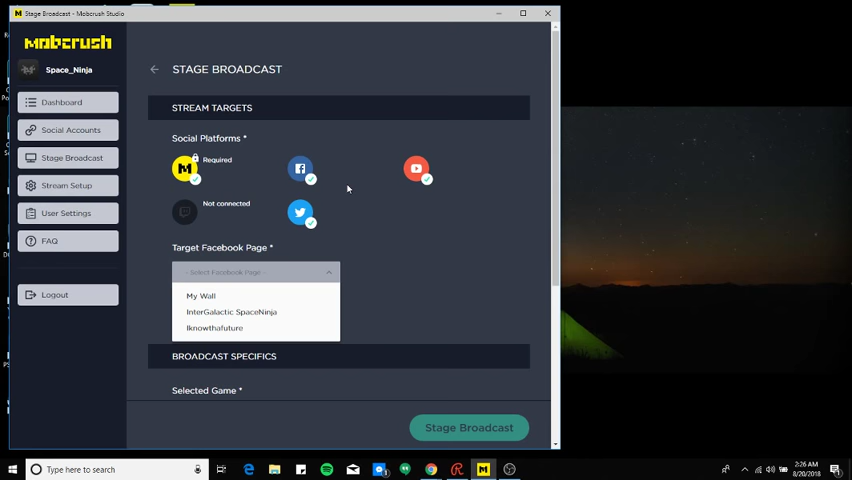 Stage Broadcast - Mobcrush Studio
mobcrush
Space_Ninja
Dashboard
Social Accounts
Stage Broadcast
Stream Setup
User Settings
FAQ
Logout
STAGE BROADCAST
STREAM TARGETS
Social Platforms *
Required
Not connected
Target Facebook Page *
-- Select Facebook Page --
My Wall
InterGalactic SpaceNinja
Iknowthafuture
BROADCAST SPECIFICS
Selected Game *
Stage Broadcast
Type here to search
2:26 AM
8/20/2018